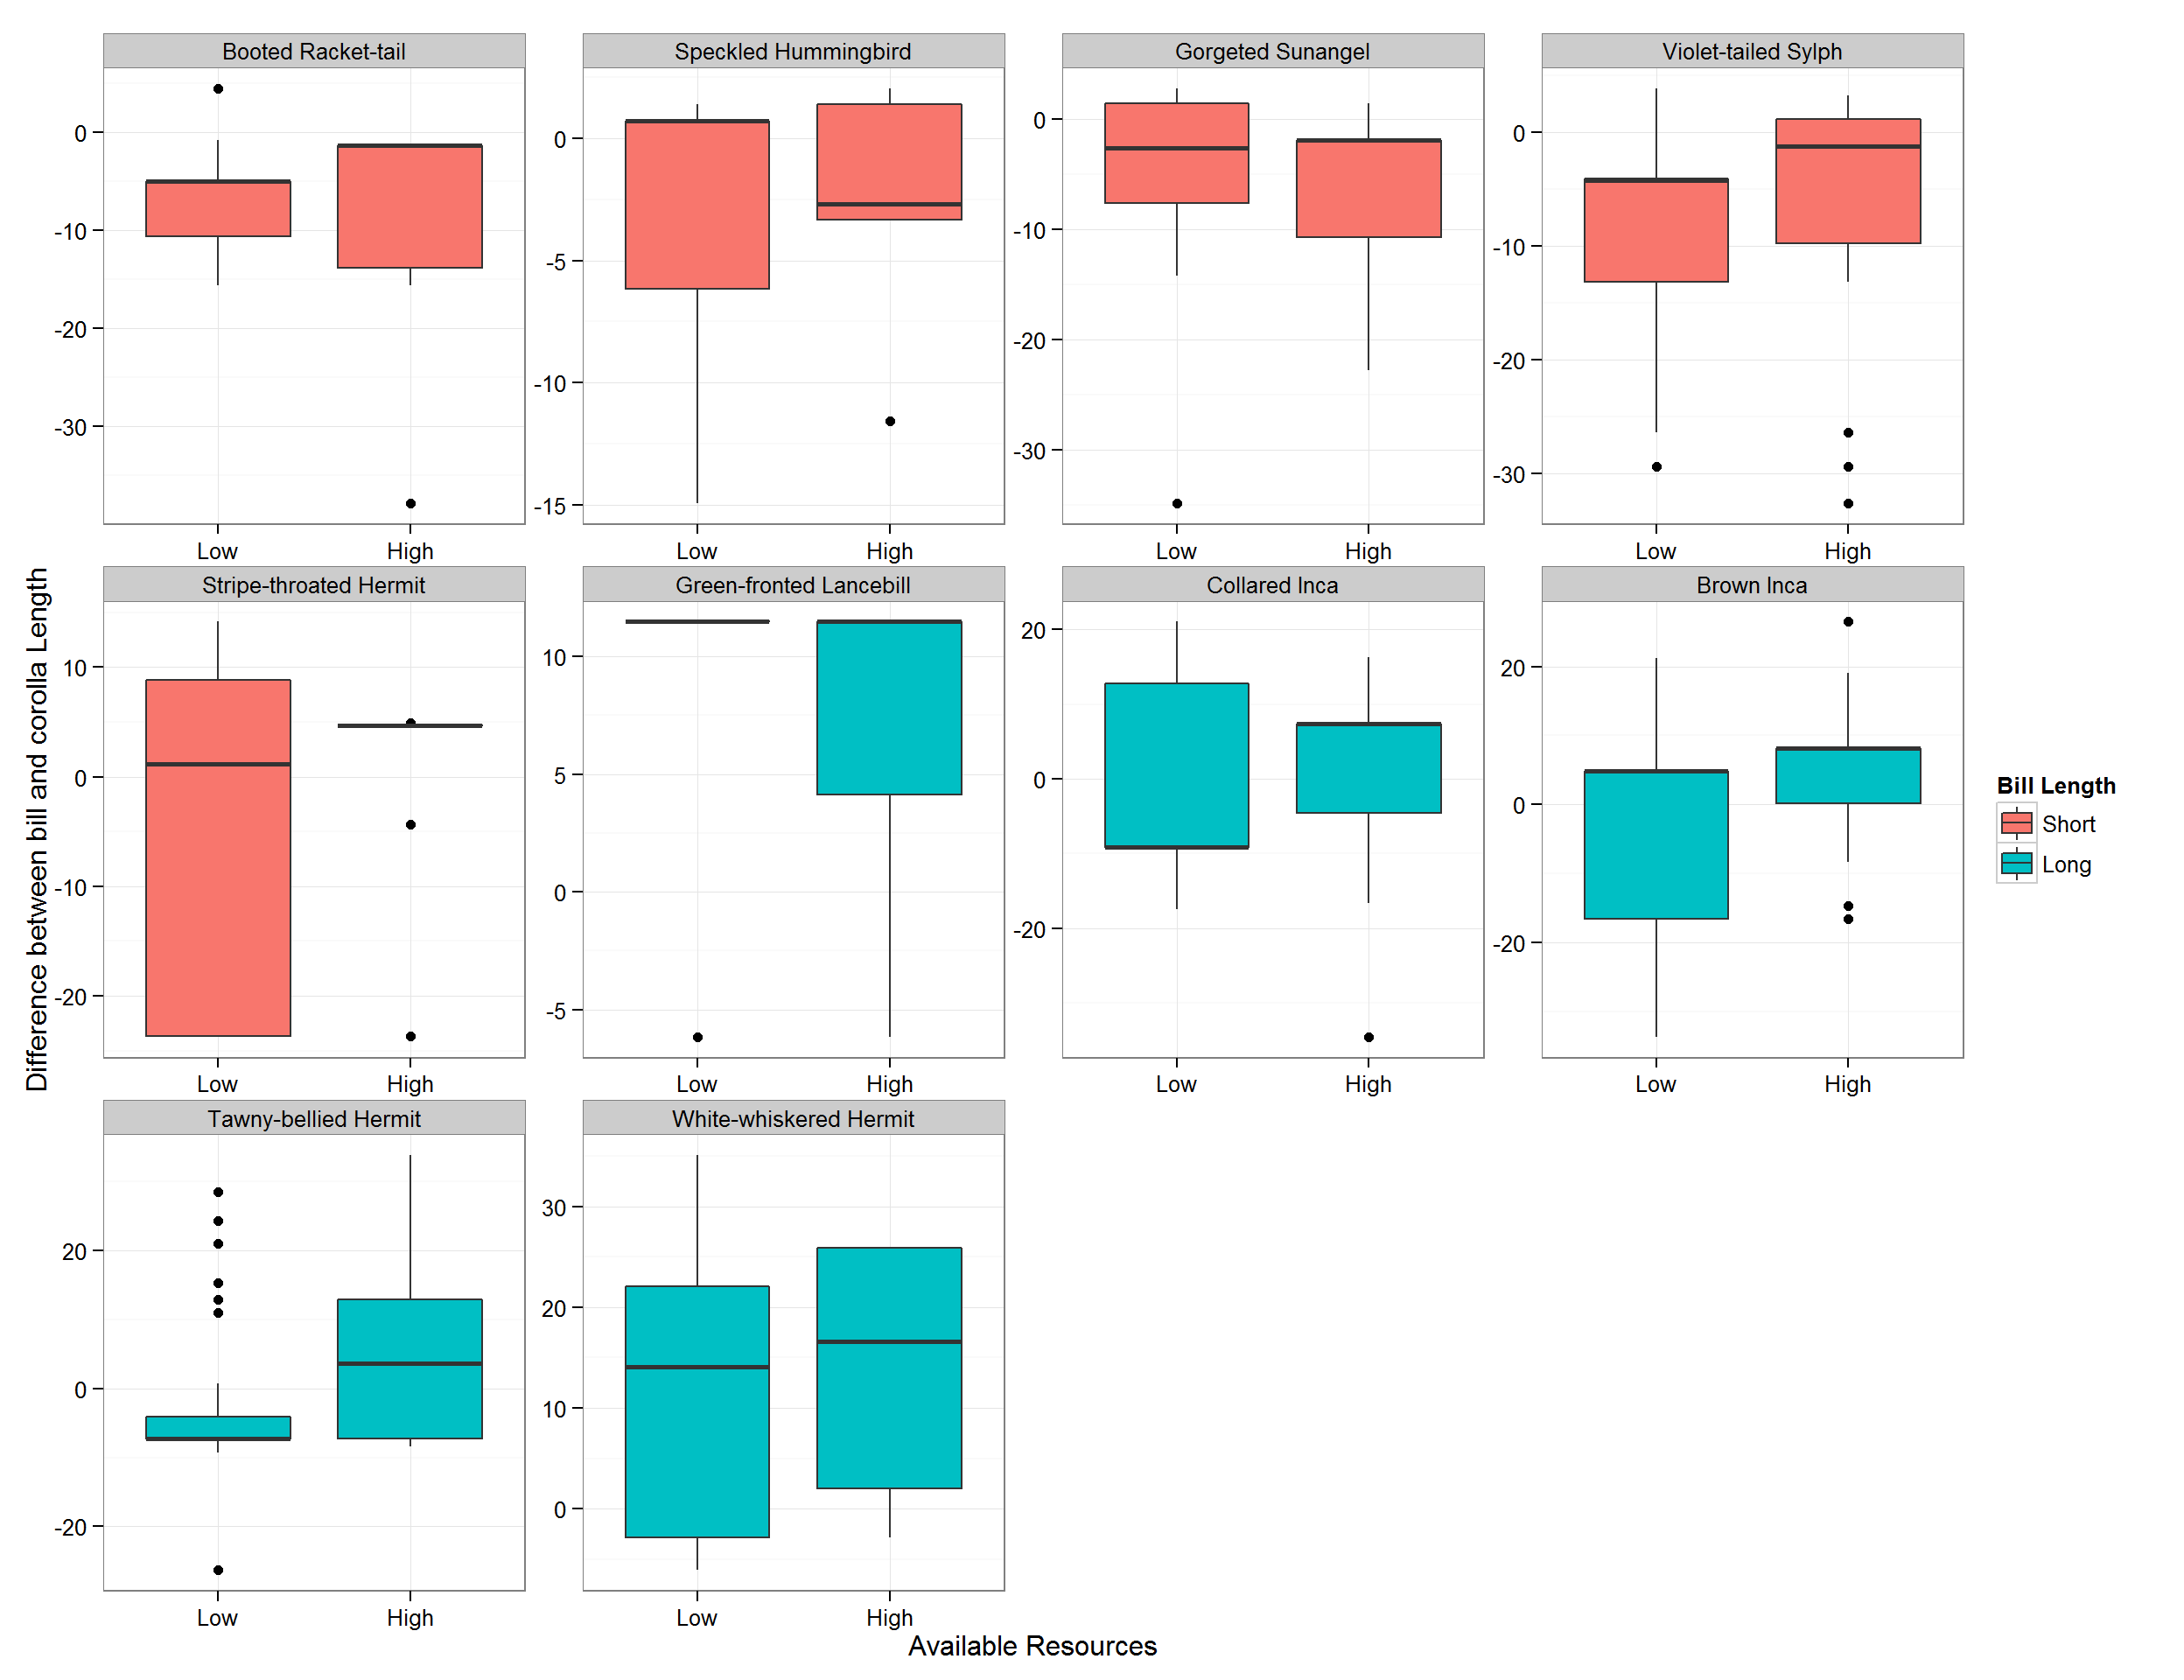 Booted Racket-tail
Speckled Hummingbird
Gorgeted Sunangel
Violet-tailed Sylph
0
-10
-20
-30
0
-5
-10
-15
0
-10
-20
-30
0
-10
-20
-30
Low High
Low High
Low High
Low High
Difference between bill and corolla Length
Stripe-throated Hermit
Green-fronted Lancebill
Collared Inca
Brown Inca
10
0
-10
-20
10
5
0
-5
20
0
-20
20
0
-20
Low High
Low High
Low High
Low High
Bill Length
Short
Long
Tawny-bellied Hermit
White-whiskered Hermit
20
0
-20
30
20
10
0
Low High
Low High
Available Resources